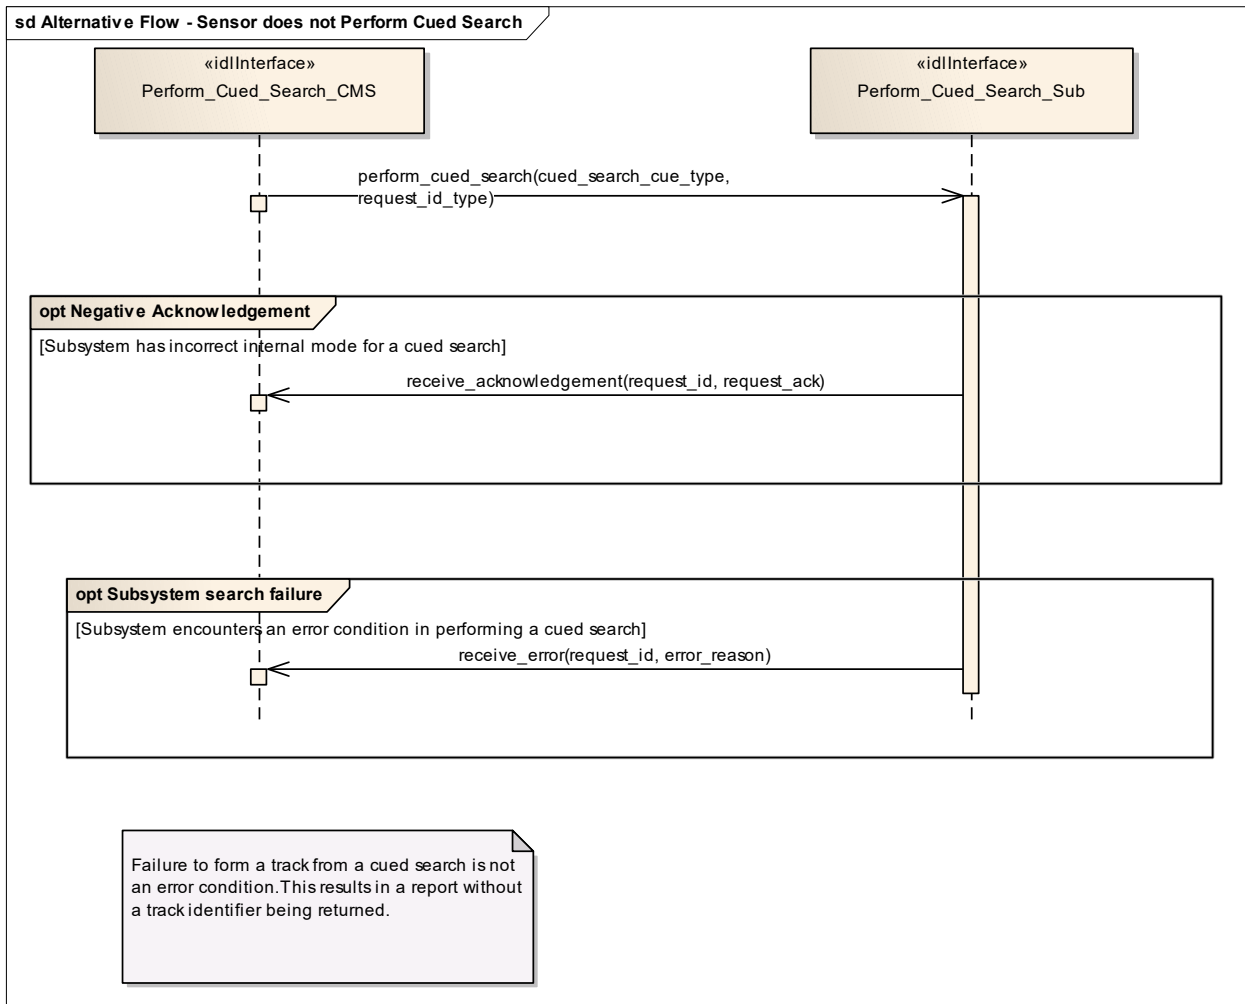 sd Alternative Flow - Sensor does not Perform Cued Search
«idlInterface»
Perform_Cued_Search_CMS
«idlInterface»
Perform_Cued_Search_Sub
perform_cued_search(cued_search_cue_type,
request_id_type)
opt Negative Acknowledgement
[Subsystem has incorrect internal mode for a cued search]
receive_acknowledgement(request_id, request_ack)
opt Subsystem search failure
[Subsystem encounters an error condition in performing a cued search]
receive_error(request_id, error_reason)
Failure to form a track from a cued search is not
an error condition.This results in a report without
a track identifier being returned.